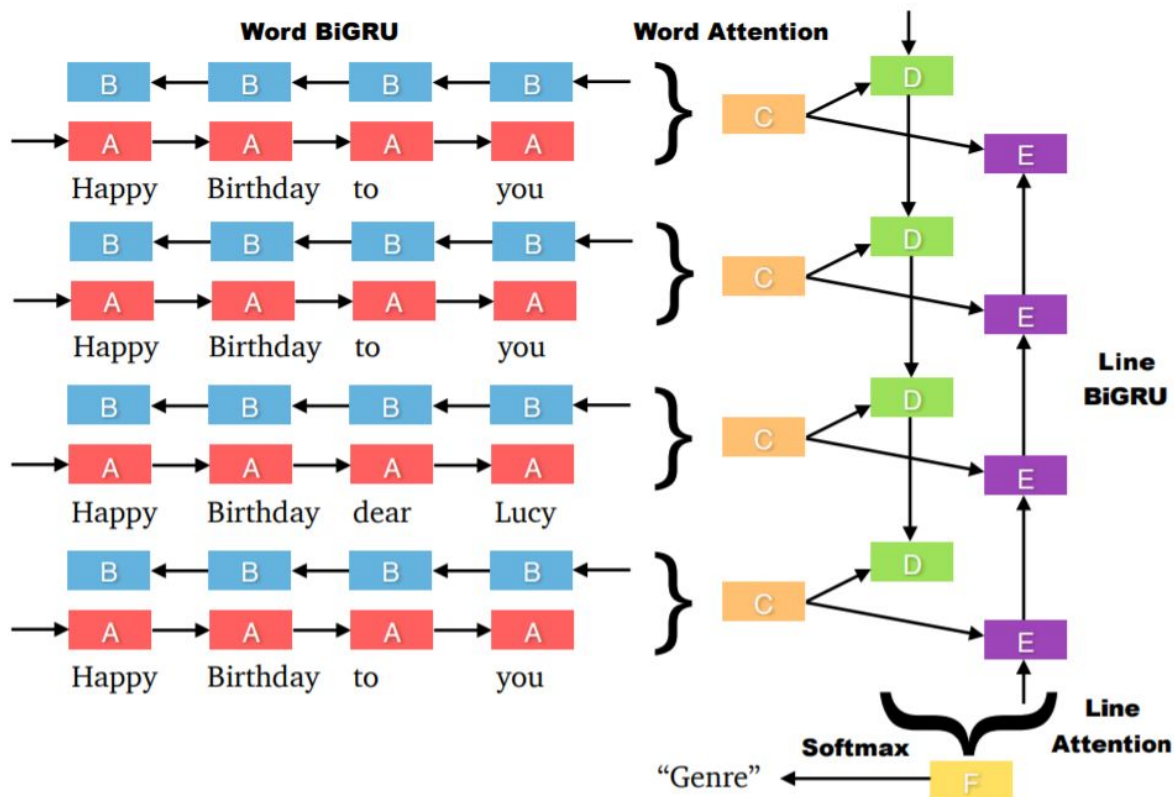 Word BiGRU Word Attention
B B B B D
A A A A C E
Happy Birthday to you
B B B B D
A A A A C E
Happy Birthday to you
Line
BiGRU
B B B B D
A A A A C E
Happy Birthday dear Lucy
B B B B D
A A A A C E
Happy Birthday to you
Line
Attention
Softmax
"Genre" F